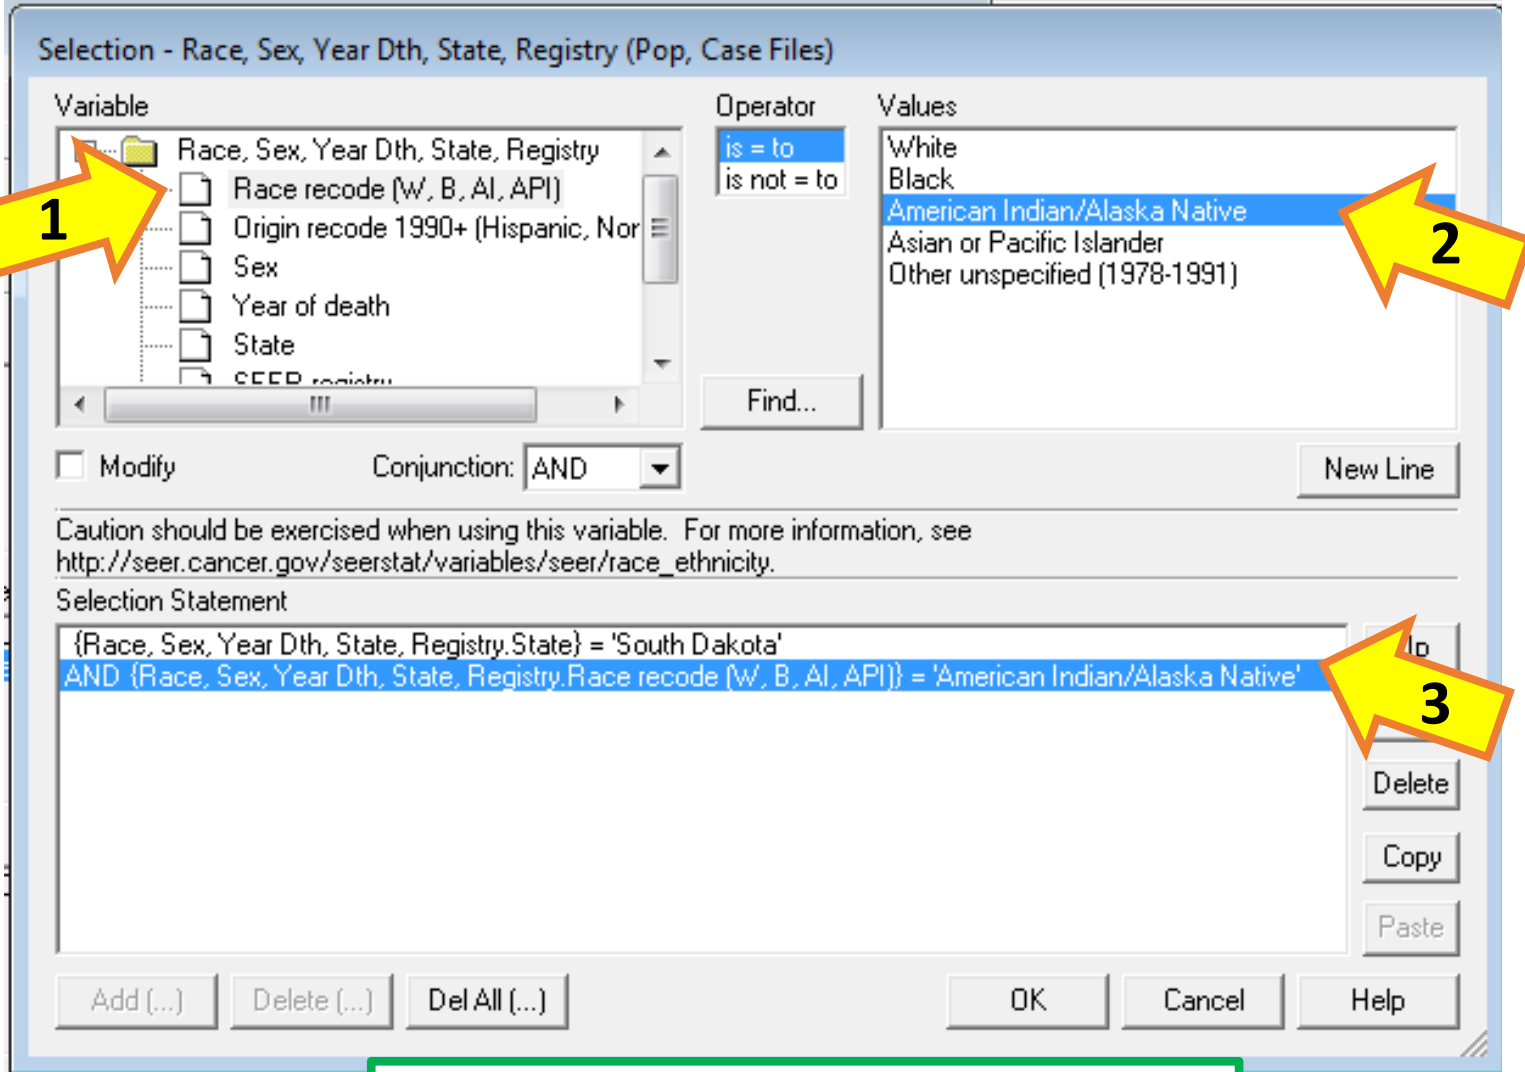 Selection - Race, Sex, Year Dth, State, Registry (Pop, Case Files)
Variable
Operator
Values
Race, Sex, Year Dth, State, Registry
Race recode (W, B, AI, API)
Origin recode 1990+ (Hispanic, Nor
Sex
Year of death
State
SEER registry
is = to
is not = to
White
Black
American Indian/Alaska Native
Asian or Pacific Islander
Other unspecified (1978-1991)
1
2
Find...
Modify
Conjunction: AND
New Line
Caution should be exercised when using this variable. For more information, see
http://seer.cancer.gov/seerstat/variables/seer/race_ethnicity.
Selection Statement
{Race, Sex, Year Dth, State, Registry.State} = 'South Dakota'
AND {Race, Sex, Year Dth, State, Registry.Race recode (W, B, AI, API)} = 'American Indian/Alaska Native'
3
Delete
Copy
Paste
Add (...)
Delete (...)
Del All (...)
OK
Cancel
Help